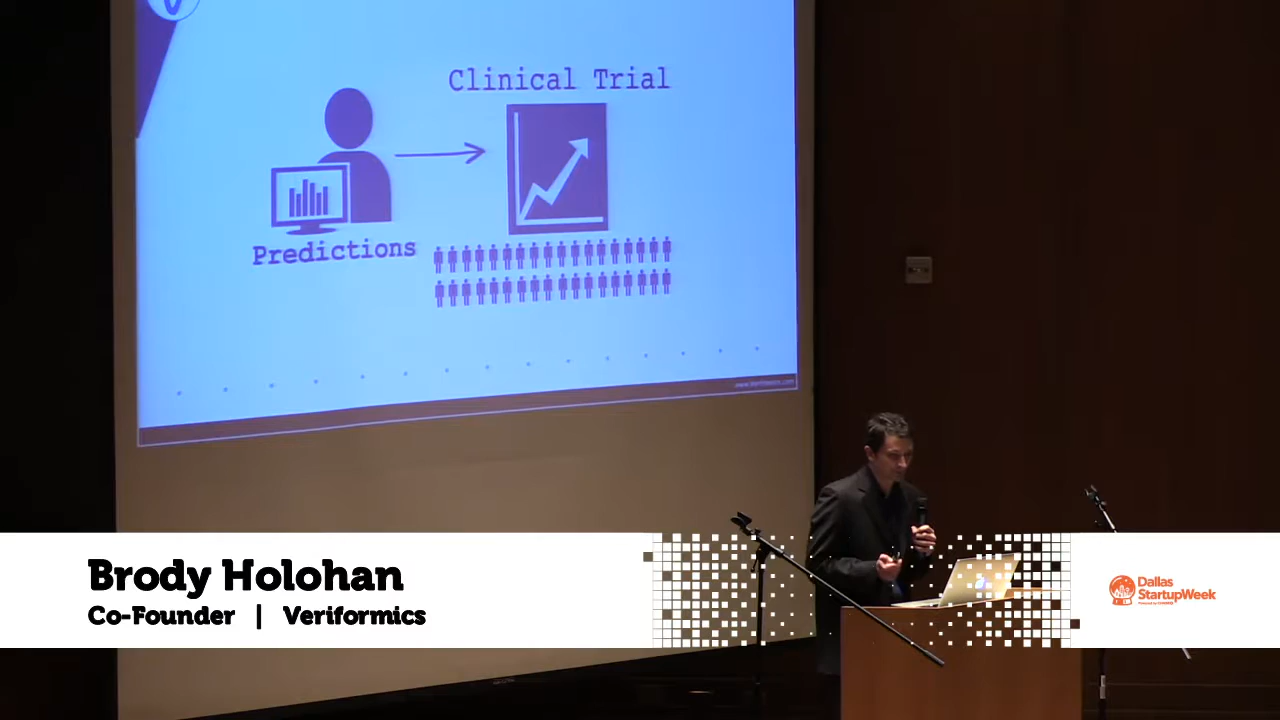 Clinical Trial
Predictions
Brody Holohan
Co-Founder | Veriformics
Dallas
StartupWeek